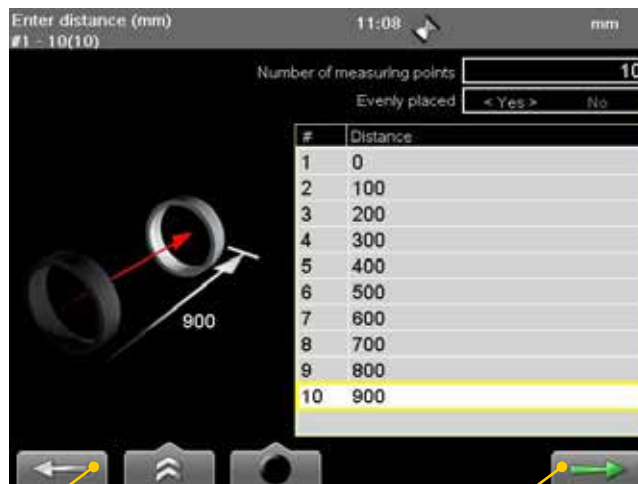 Enter distance (mm) 11:08 mm
#1 - 10(10)
Number of measuring points 10
Evenly placed < Yes > No
# Distance
1 0
2 100
3 200
4 300
5 400
6 500
7 600
8 700
9 800
10 900
900